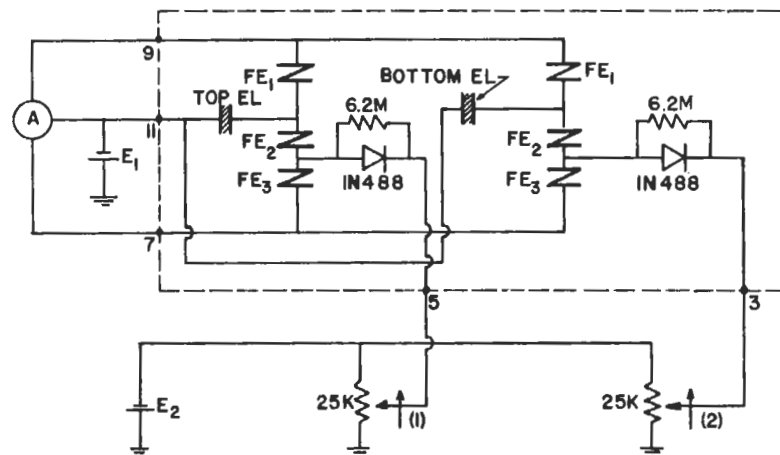 9
FE1
BOTTOM EL
FE1
TOP EL
6.2M
6.2M
A
11
E1
FE2
FE2
FE3
IN488
FE3
IN488
7
5
3
E2
25K
(1)
25K
(2)